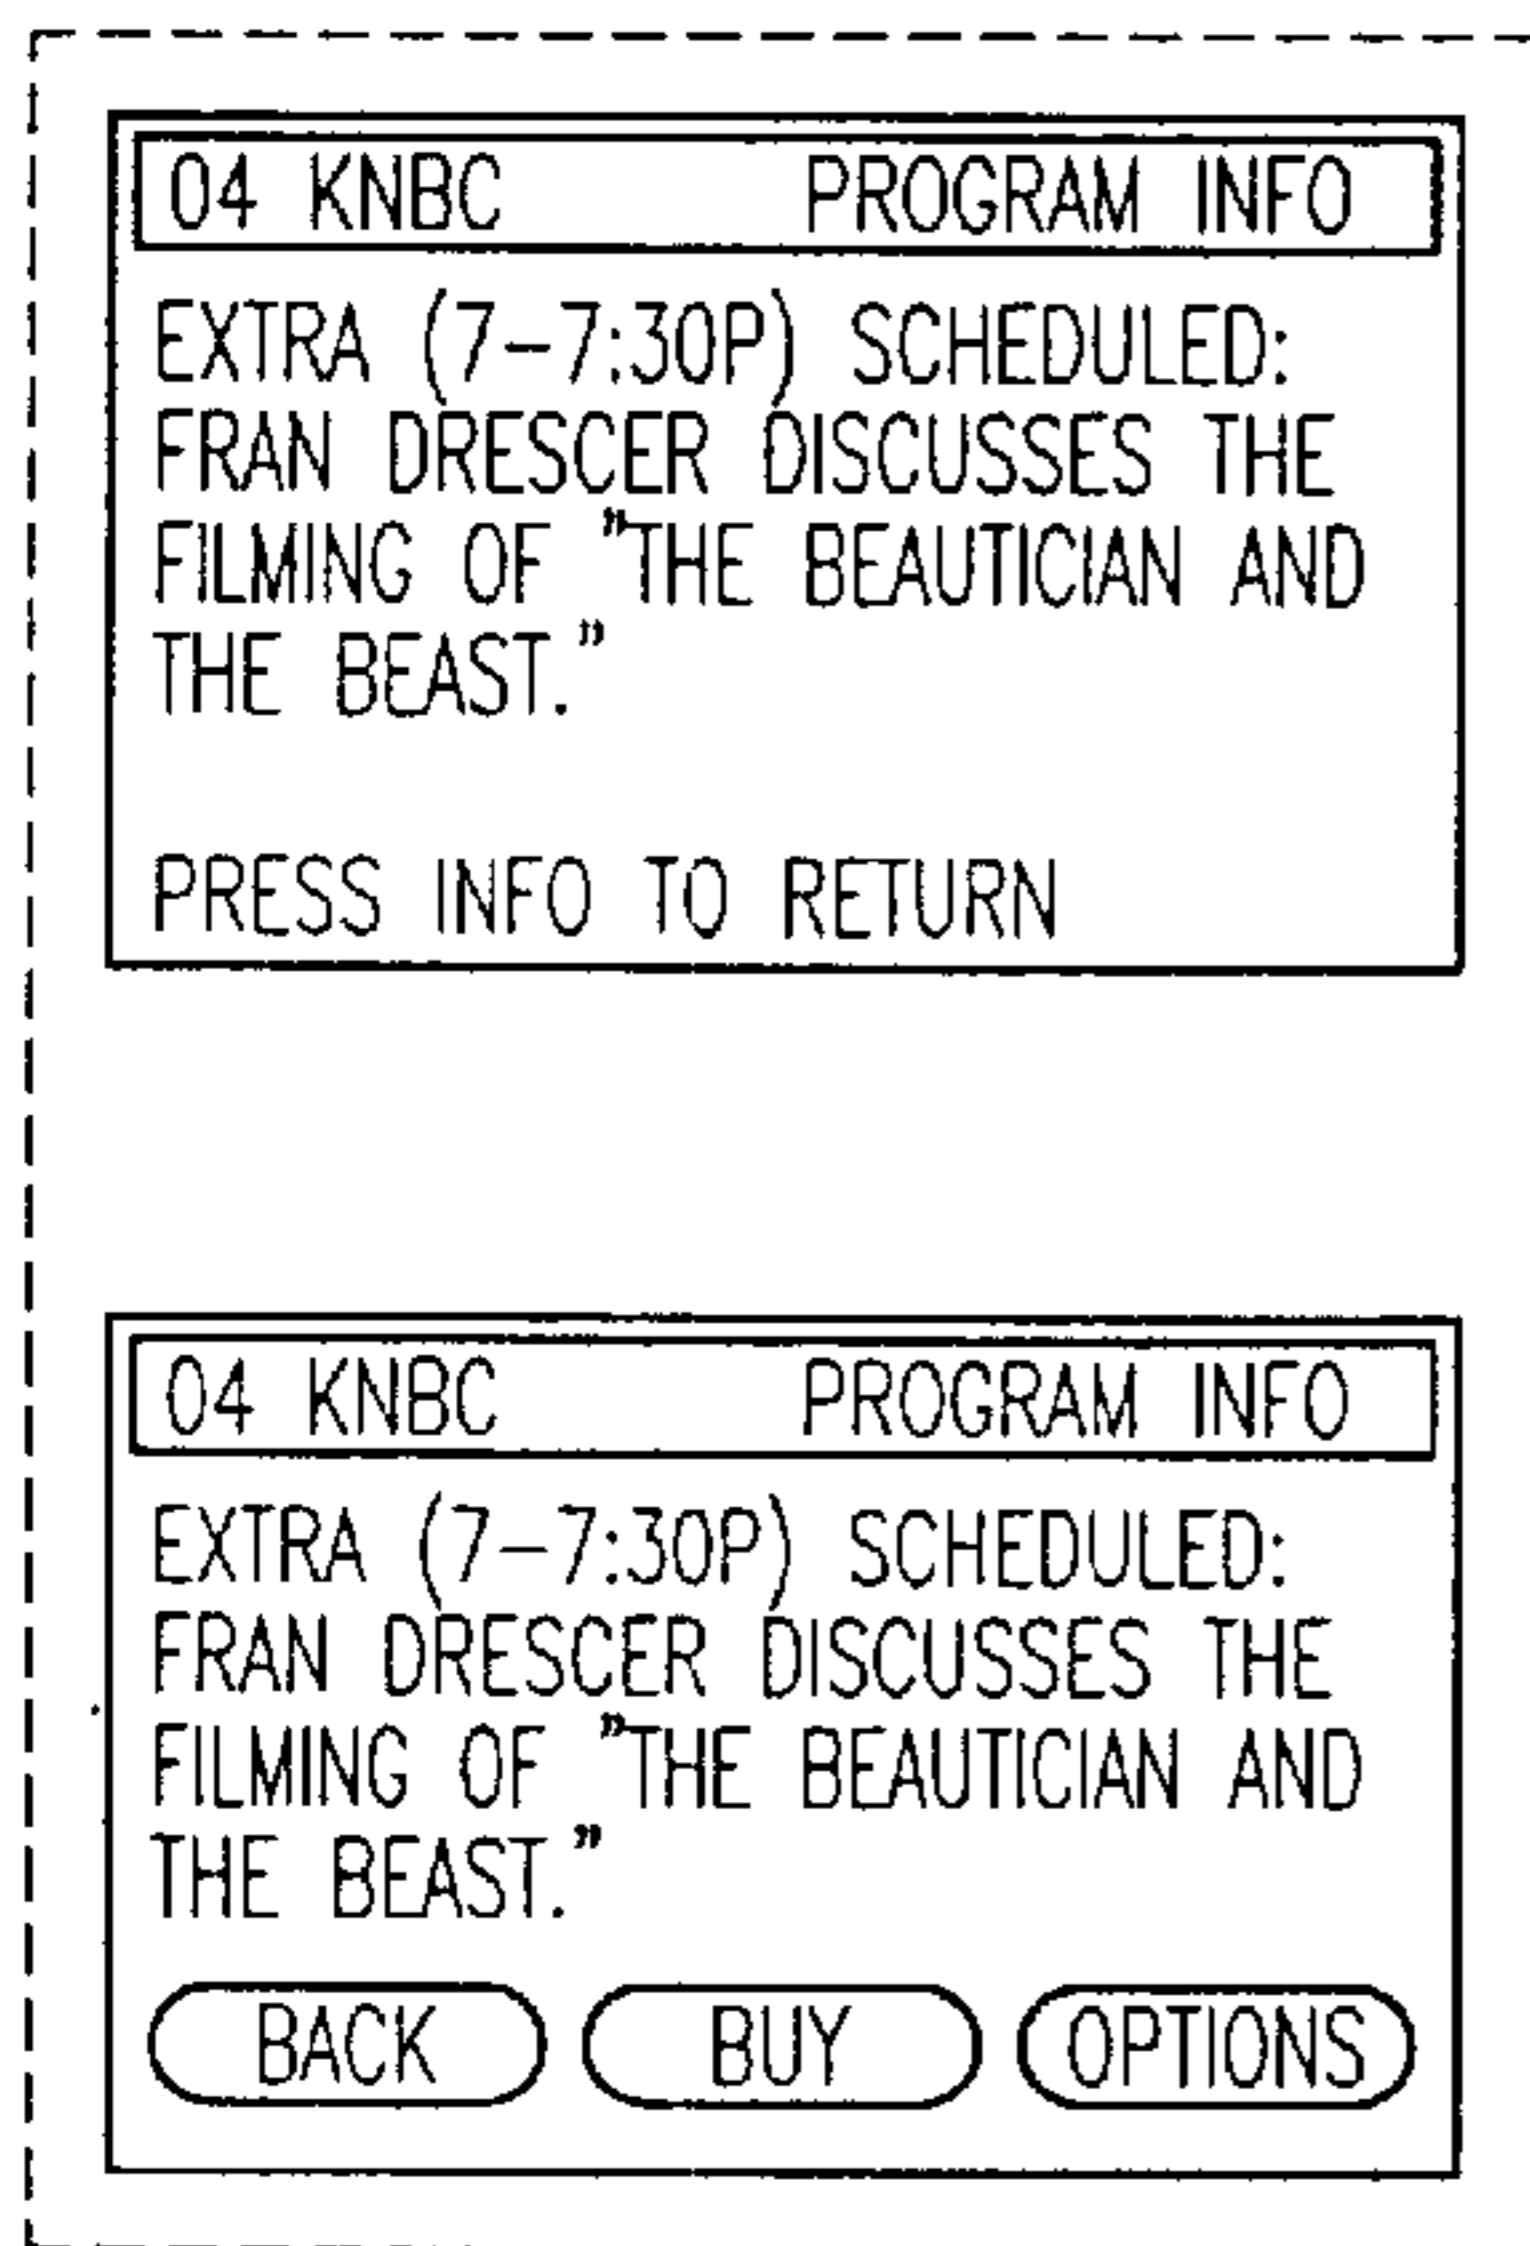 04 KNBC PROGRAM INFO
EXTRA (7-7:30P) SCHEDULED:
FRAN DRESCER DISCUSSES THE
FILMING OF "THE BEAUTICIAN AND
THE BEAST."
PRESS INFO TO RETURN
04 KNBC PROGRAM INFO
EXTRA (7-7:30P) SCHEDULED:
FRAN DRESCER DISCUSSES THE
FILMING OF "THE BEAUTICIAN AND
THE BEAST."
BACK BUY OPTIONS